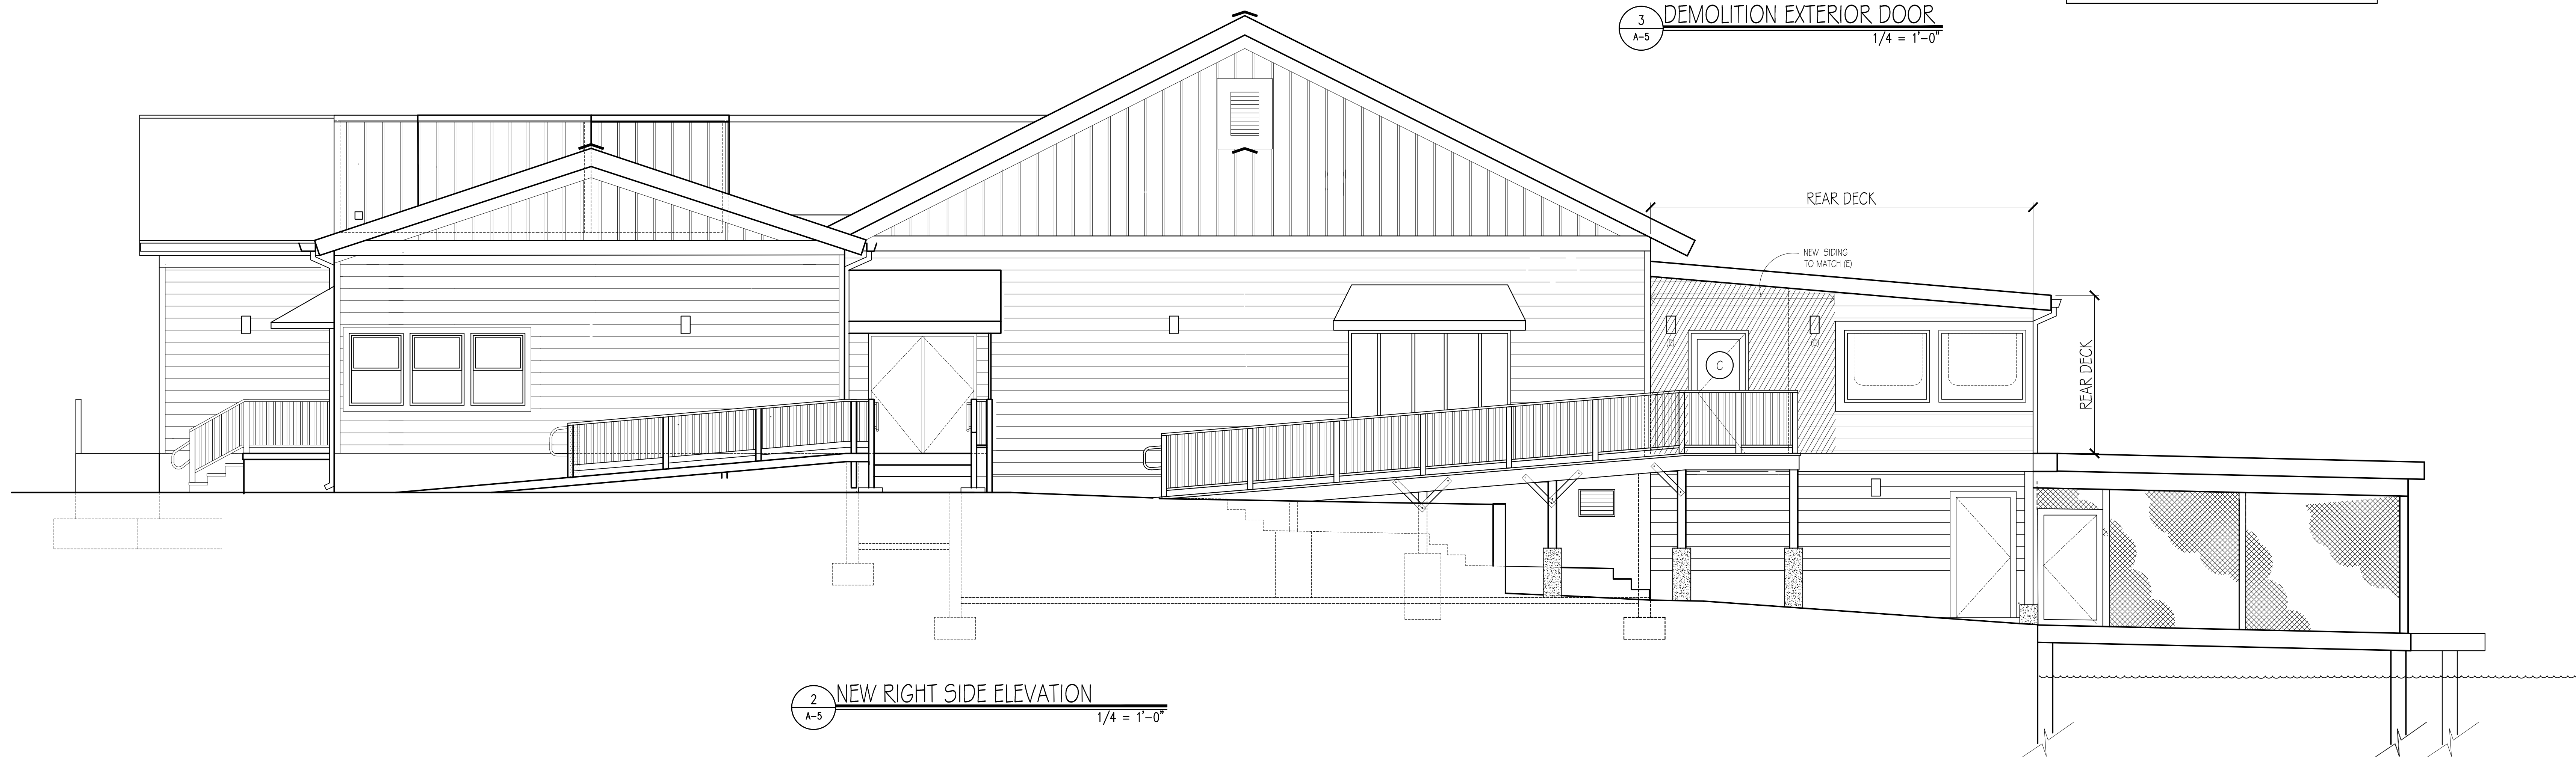 3
A-5
DEMOLITION EXTERIOR DOOR
1/4 = 1'-0"
REAR DECK
NEW SIDING
TO MATCH (E)
(E)
(E)
C
REAR DECK
2
A-5
NEW RIGHT SIDE ELEVATION
1/4 = 1'-0"